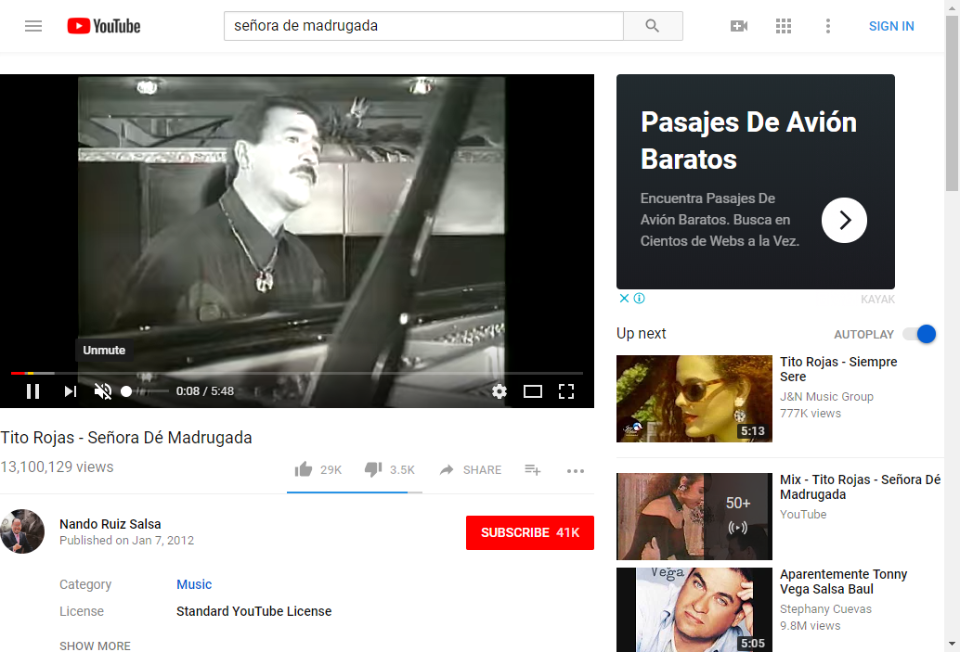 YouTube
señora de madrugada
SIGN IN
Pasajes De Avión
Baratos
Encuentra Pasajes De
Avión Baratos. Busca en
Cientos de Webs a la Vez.
KAYAK
Unmute
0:08 / 5:48
Up next
AUTOPLAY
Tito Rojas - Siempre
Sere
J&N Music Group
777K views
5:13
Tito Rojas - Señora Dé Madrugada
13,100,129 views
29K
3.5K
SHARE
Mix - Tito Rojas - Señora Dé
Madrugada
YouTube
50+
Nando Ruiz Salsa
Published on Jan 7, 2012
SUBSCRIBE 41K
Category
Music
License
Standard YouTube License
SHOW MORE
Vega
Aparentemente Tonny
Vega Salsa Baul
Stephany Cuevas
9.8M views
5:05